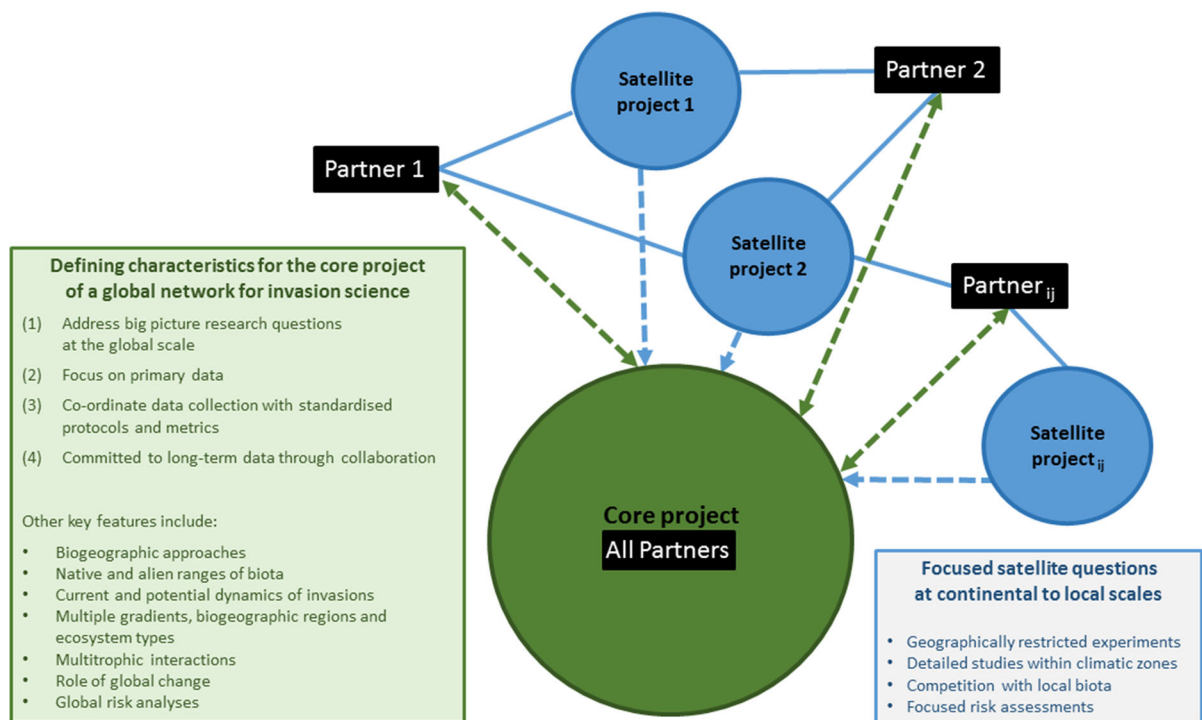 Satellite
project 1
Partner 2
Partner 1
Satellite
project 2
Partner ij
Satellite
project ij
Core project
All Partners
Defining characteristics for the core project
of a global network for invasion science
(1) Address big picture research questions
at the global scale
(2) Focus on primary data
(3) Co-ordinate data collection with standardised
protocols and metrics
(4) Committed to long-term data through collaboration
Other key features include:
• Biogeographic approaches
• Native and alien ranges of biota
• Current and potential dynamics of invasions
• Multiple gradients, biogeographic regions and
ecosystem types
• Multitrophic interactions
• Role of global change
• Global risk analyses
Focused satellite questions
at continental to local scales
• Geographically restricted experiments
• Detailed studies within climatic zones
• Competition with local biota
• Focused risk assessments